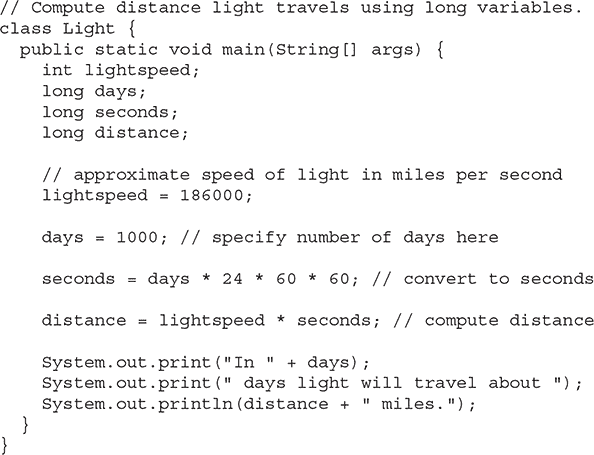 // Compute distance light travels using long variables.
class Light {
  public static void main(String[] args) {
    int lightspeed;
    long days;
    long seconds;
    long distance;

    // approximate speed of light in miles per second
    lightspeed = 186000;

    days = 1000; // specify number of days here

    seconds = days * 24 * 60 * 60; // convert to seconds

    distance = lightspeed * seconds; // compute distance

    System.out.print("In " + days);
    System.out.print(" days light will travel about ");
    System.out.println(distance + " miles.");
  }
}